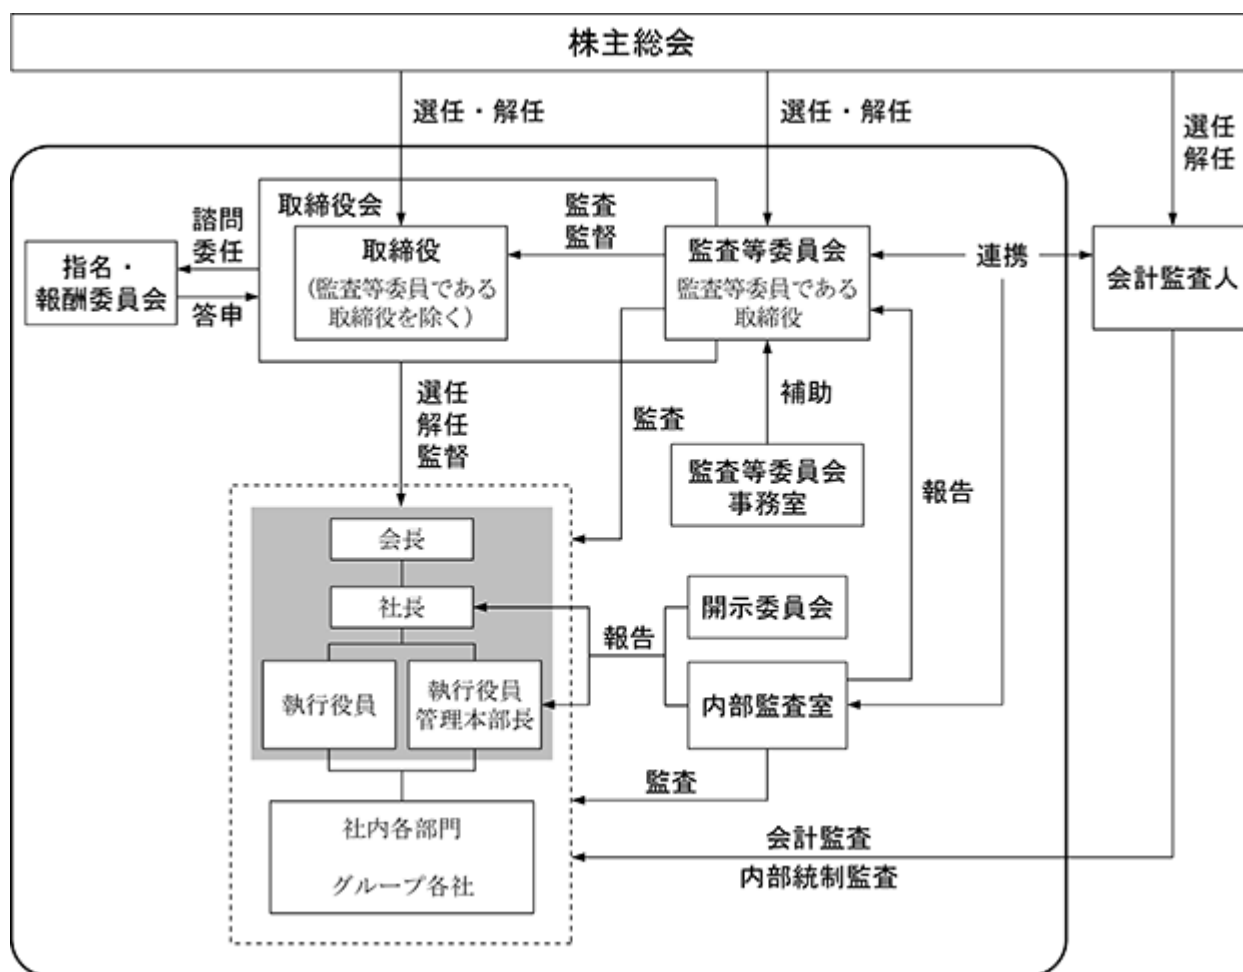 株主総会
選任・解任
選任・解任
選任
解任
取締役会
監査
監督
諮問
委任
指名・
報酬委員会
答申
取締役
(監査等委員である
取締役を除く)
監査等委員会
監査等委員である
取締役
連携
会計監査人
選任
解任
監督
監査
補助
監査等委員会
事務室
報告
会長
社長
執行役員
執行役員
管理本部長
報告
開示委員会
内部監査室
監査
社内各部門
グループ各社
会計監査
内部統制監査